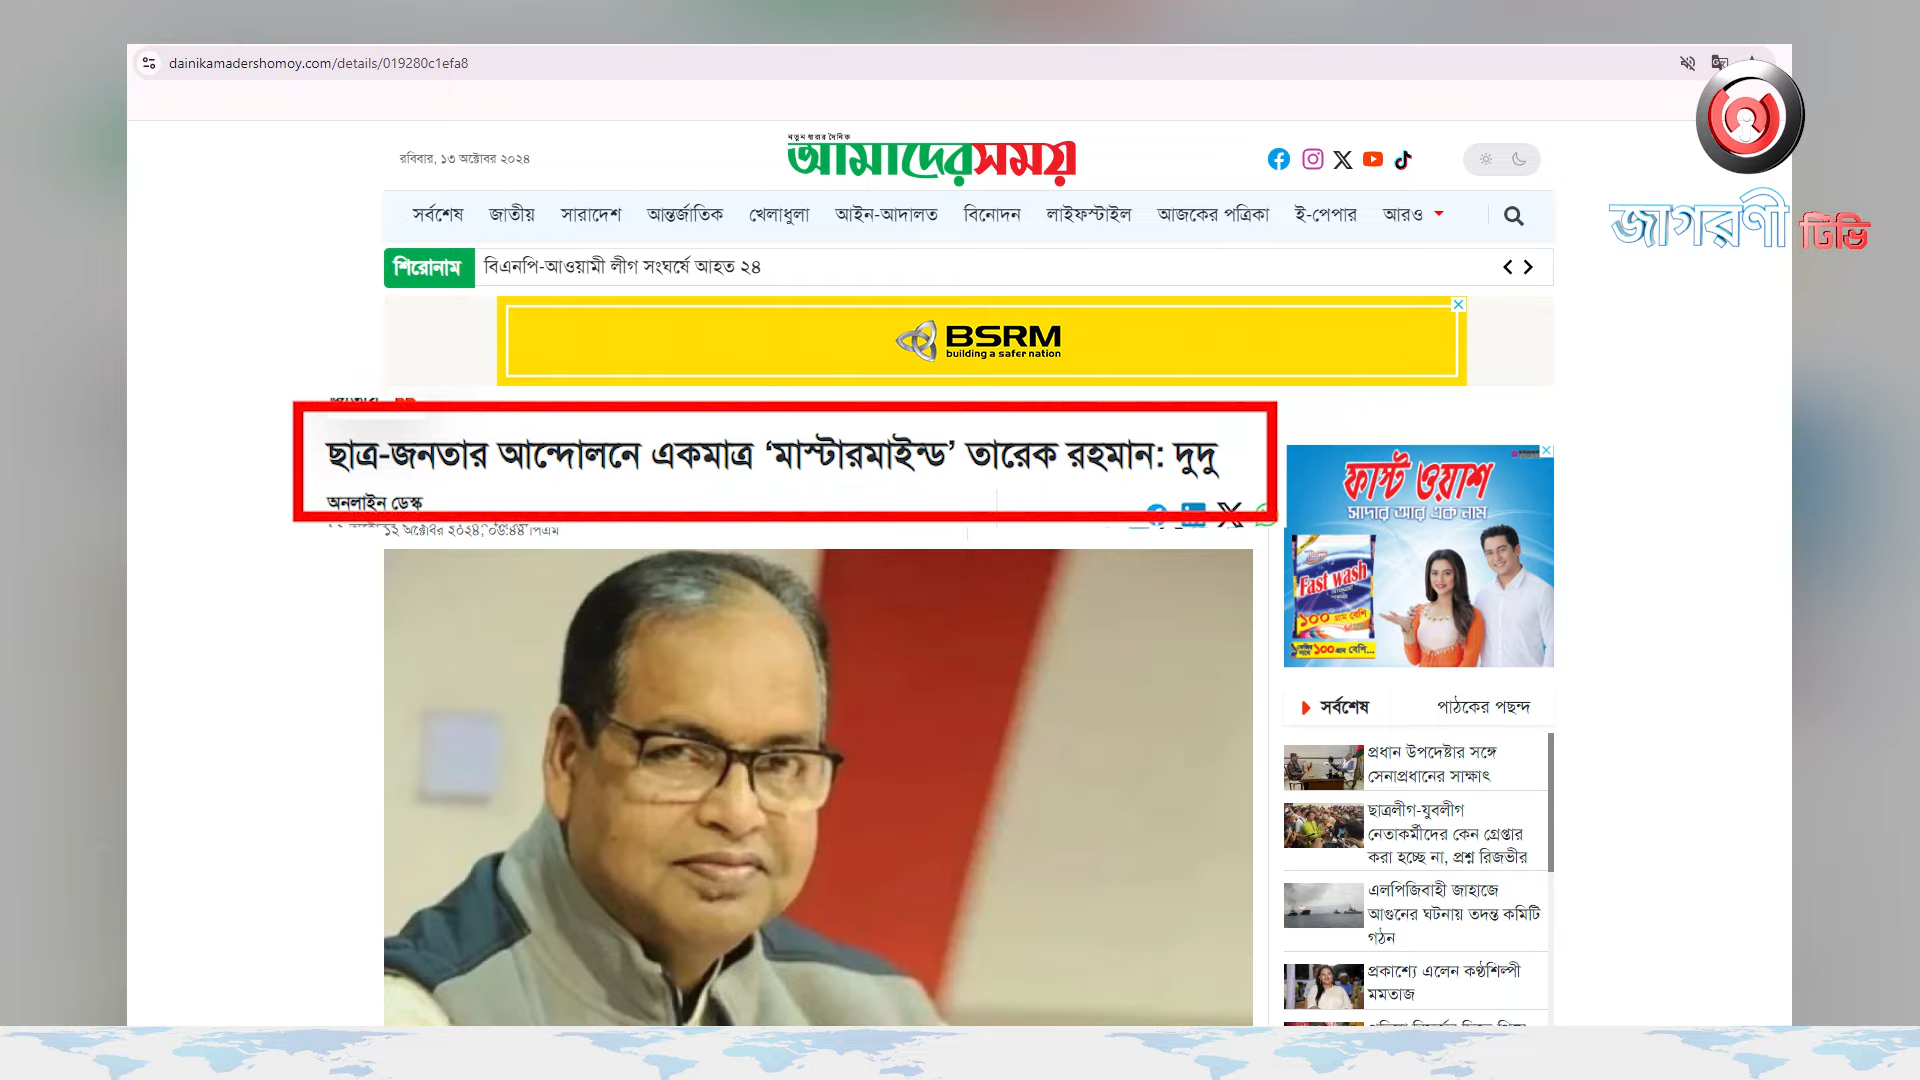 dainikamadershomoy.com/details/019280c1efa8
রবিবার, ১৩ অক্টোবর ২০২৪
নতুন ধারার দৈনিক
আমাদের সময়
জাগরণী টিভি
সর্বশেষ জাতীয় সারাদেশ আন্তর্জাতিক খেলাধুলা আইন-আদালত বিনোদন লাইফস্টাইল আজকের পত্রিকা ই-পেপার আরও
শিরোনাম বিএনপি-আওয়ামী লীগ সংঘর্ষে আহত ২৪
BSRM
building a safer nation
ছাত্র-জনতার আন্দোলনে একমাত্র ‘মাস্টারমাইন্ড’ তারেক রহমান: দুদু
অনলাইন ডেস্ক
১২ অক্টোবর ২০২৪, ০৬:৪৪ পিএম
ফাস্ট ওয়াশ
সাদার আর এক নাম
Fast wash
১০০ গ্রাম বেশি
সর্বশেষ পাঠকের পছন্দ
প্রধান উপদেষ্টার সঙ্গে
সেনাপ্রধানের সাক্ষাৎ
ছাত্রলীগ-যুবলীগ
নেতাকর্মীদের কেন গ্রেপ্তার
করা হচ্ছে না, প্রশ্ন রিজভীর
এলপিজিবাহী জাহাজে
আগুনের ঘটনায় তদন্ত কমিটি
গঠন
প্রকাশ্যে এলেন কণ্ঠশিল্পী
মমতাজ